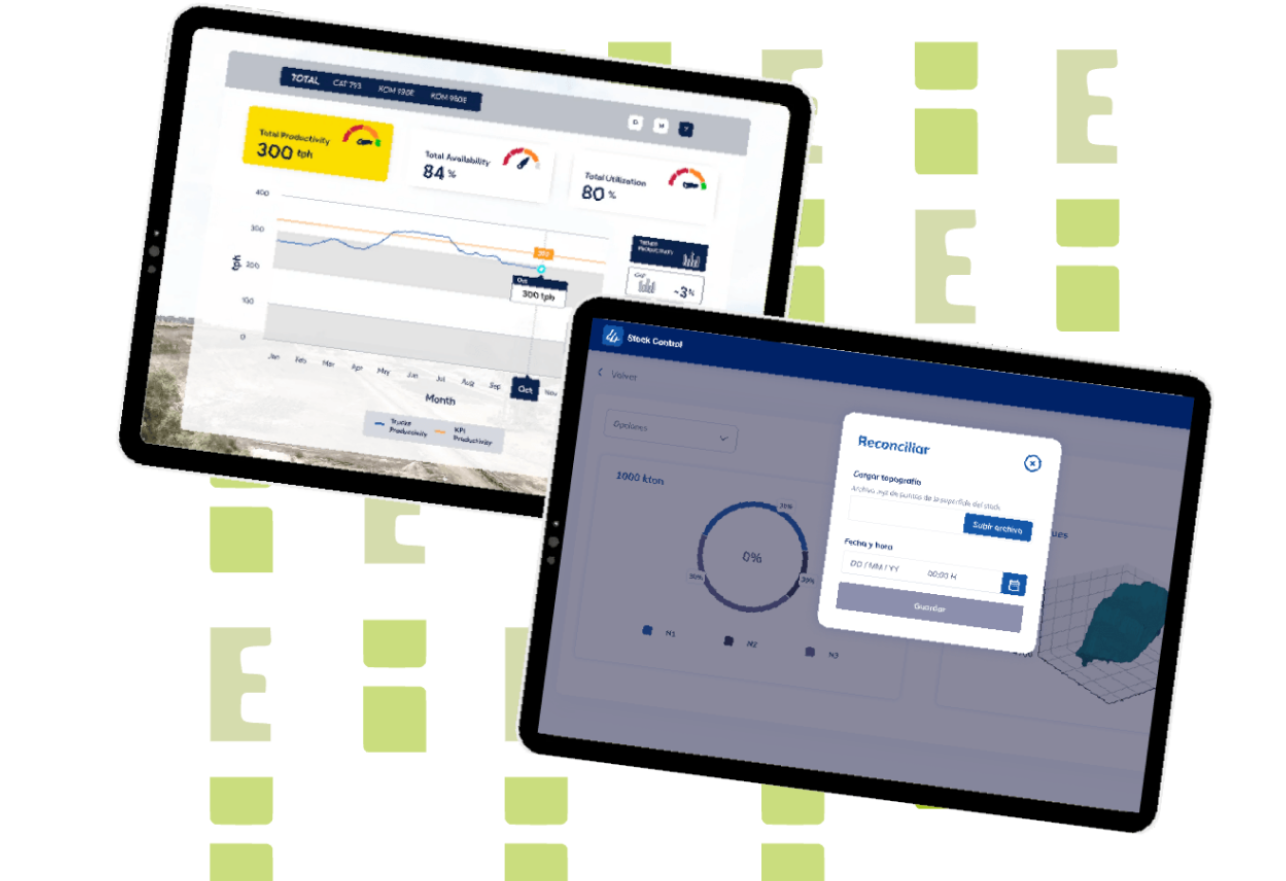 TOTAL CAT 793 KOM 930E KOM 980E
D M Y
Total Productivity
300 tph
Total Availability
84 %
Total Utilization
80 %
400
300
200
100
0
tph
300 tph
Oct
Trucks
Productivity
-3%
Jan Feb Mar Apr May Jun Jul Aug Sep Oct Nov
Month
Trucks
Productivity
KPI
Productivity
Stock Control
Volver
Opciones
1000 kton
0%
30%
N1 N2 N3
Reconciliar
Cargar topografía
Archivo xyz de puntos de la superficie del stock
Subir archivo
Fecha y hora
DD / MM / YY 00:00 H
Guardar